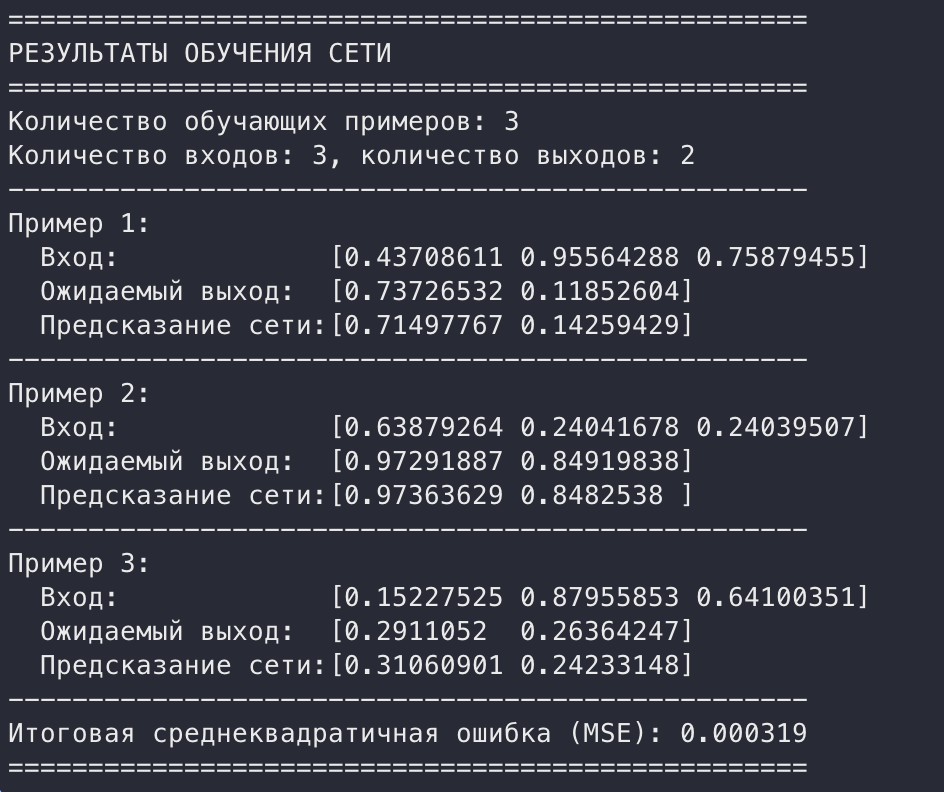 ==================================================
РЕЗУЛЬТАТЫ ОБУЧЕНИЯ СЕТИ
==================================================
Количество обучающих примеров: 3
Количество входов: 3, количество выходов: 2
--------------------------------------------------
Пример 1:
  Вход:             [0.43708611 0.95564288 0.75879455]
  Ожидаемый выход:  [0.73726532 0.11852604]
  Предсказание сети:[0.71497767 0.14259429]
--------------------------------------------------
Пример 2:
  Вход:             [0.63879264 0.24041678 0.24039507]
  Ожидаемый выход:  [0.97291887 0.84919838]
  Предсказание сети:[0.97363629 0.8482538 ]
--------------------------------------------------
Пример 3:
  Вход:             [0.15227525 0.87955853 0.64100351]
  Ожидаемый выход:  [0.2911052  0.26364247]
  Предсказание сети:[0.31060901 0.24233148]
--------------------------------------------------
Итоговая среднеквадратичная ошибка (MSE): 0.000319
==================================================